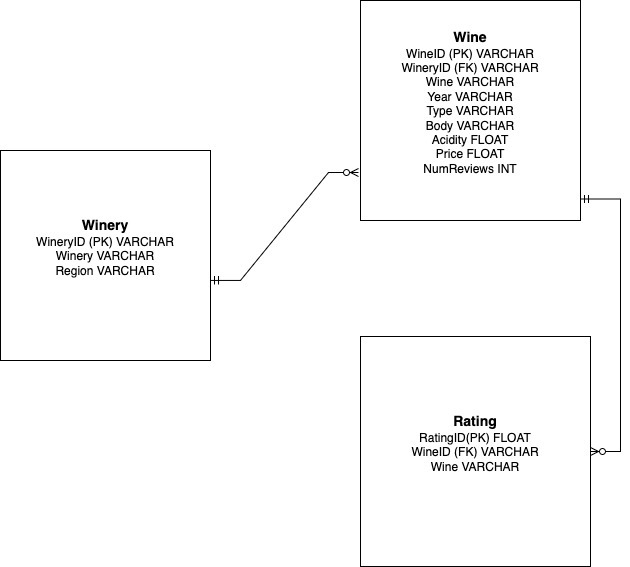 Wine
WineID (PK) VARCHAR
WineryID (FK) VARCHAR
Wine VARCHAR
Year VARCHAR
Type VARCHAR
Body VARCHAR
Acidity FLOAT
Price FLOAT
NumReviews INT
Winery
WineryID (PK) VARCHAR
Winery VARCHAR
Region VARCHAR
Rating
RatingID(PK) FLOAT
WineID (FK) VARCHAR
Wine VARCHAR